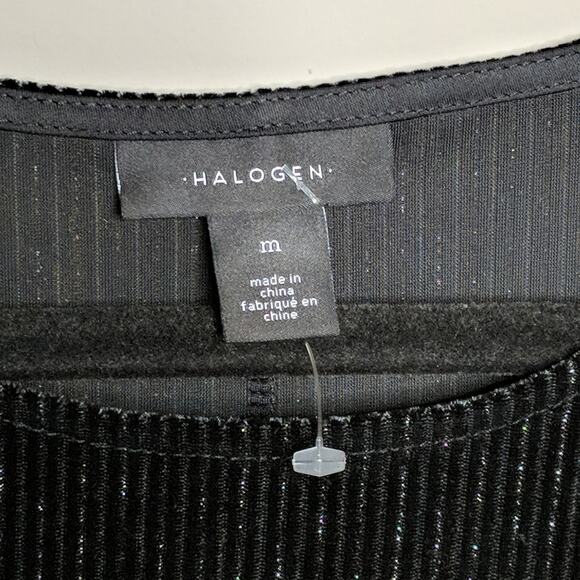 ·HALOGEN·
m
made in
china
fabriqué en
chine